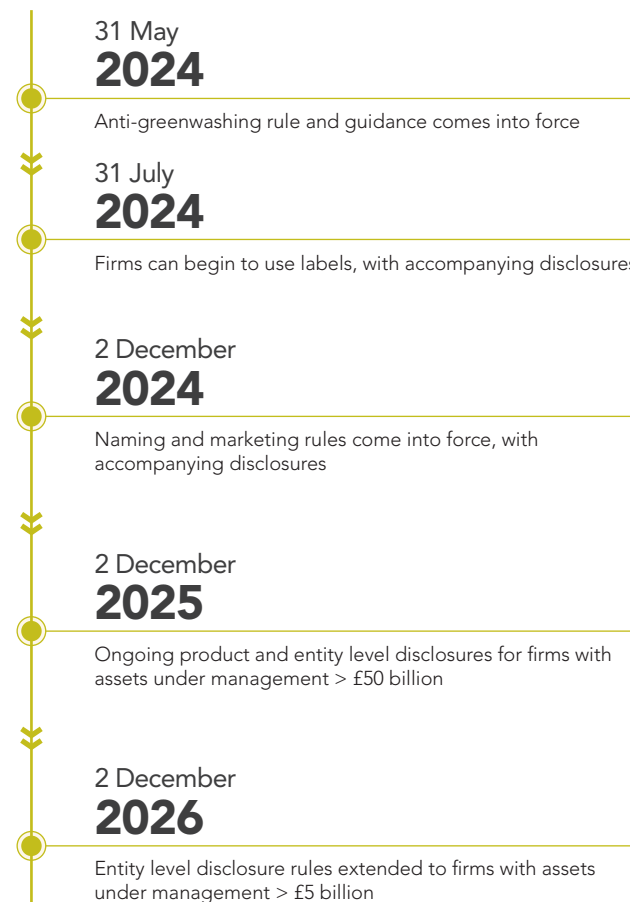 31 May
2024
Anti-greenwashing rule and guidance comes into force
31 July
2024
Firms can begin to use labels, with accompanying disclosures
2 December
2024
Naming and marketing rules come into force, with
accompanying disclosures
2 December
2025
Ongoing product and entity level disclosures for firms with
assets under management > £50 billion
2 December
2026
Entity level disclosure rules extended to firms with assets
under management > £5 billion